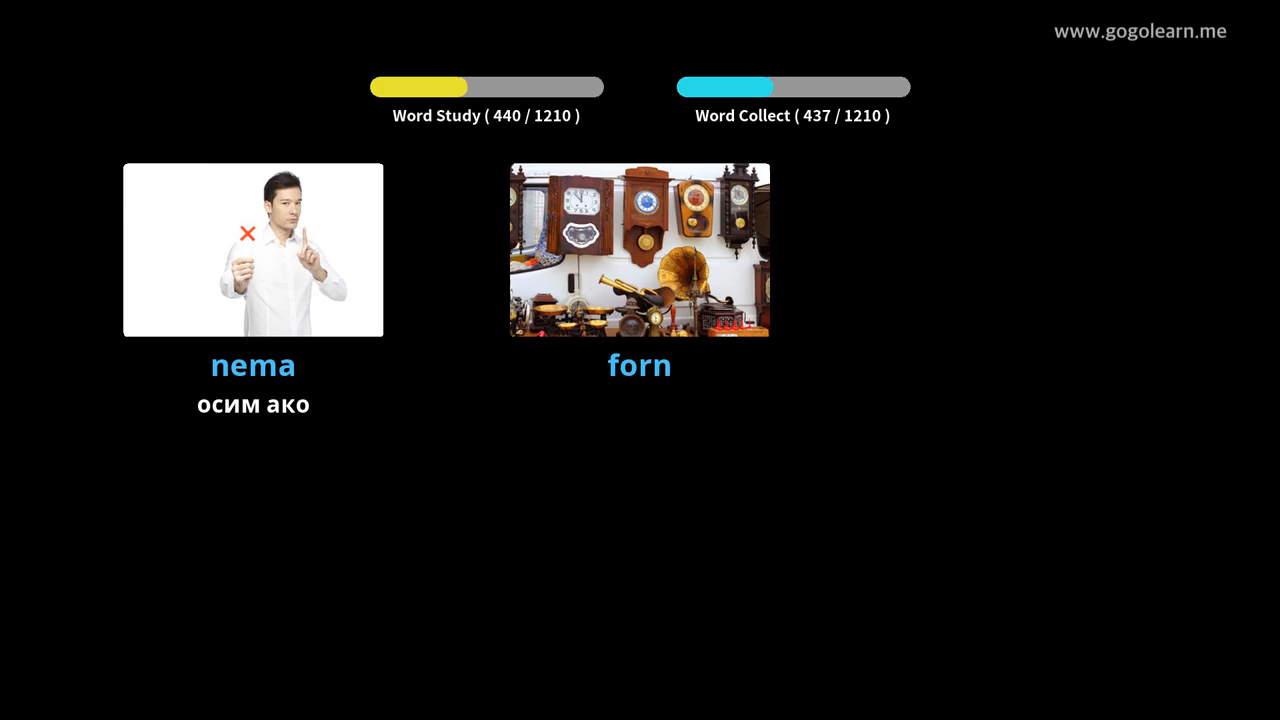 www.gogolearn.me
Word Study ( 440 / 1210 )
Word Collect ( 437 / 1210 )
nema
forn
осим ако